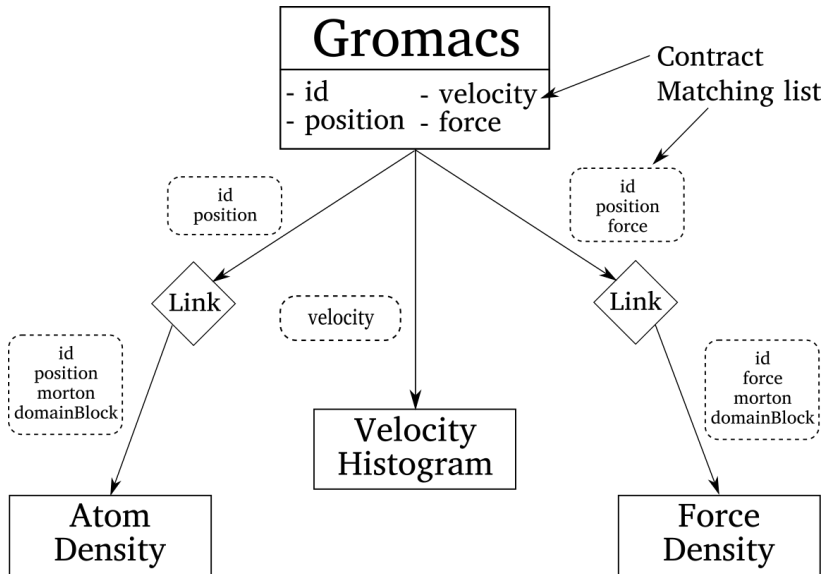 Gromacs
- id - velocity
- position - force
Contract
Matching list
id
position
id
position
force
Link
velocity
Link
id
position
morton
domainBlock
id
force
morton
domainBlock
Velocity
Histogram
Atom
Density
Force
Density